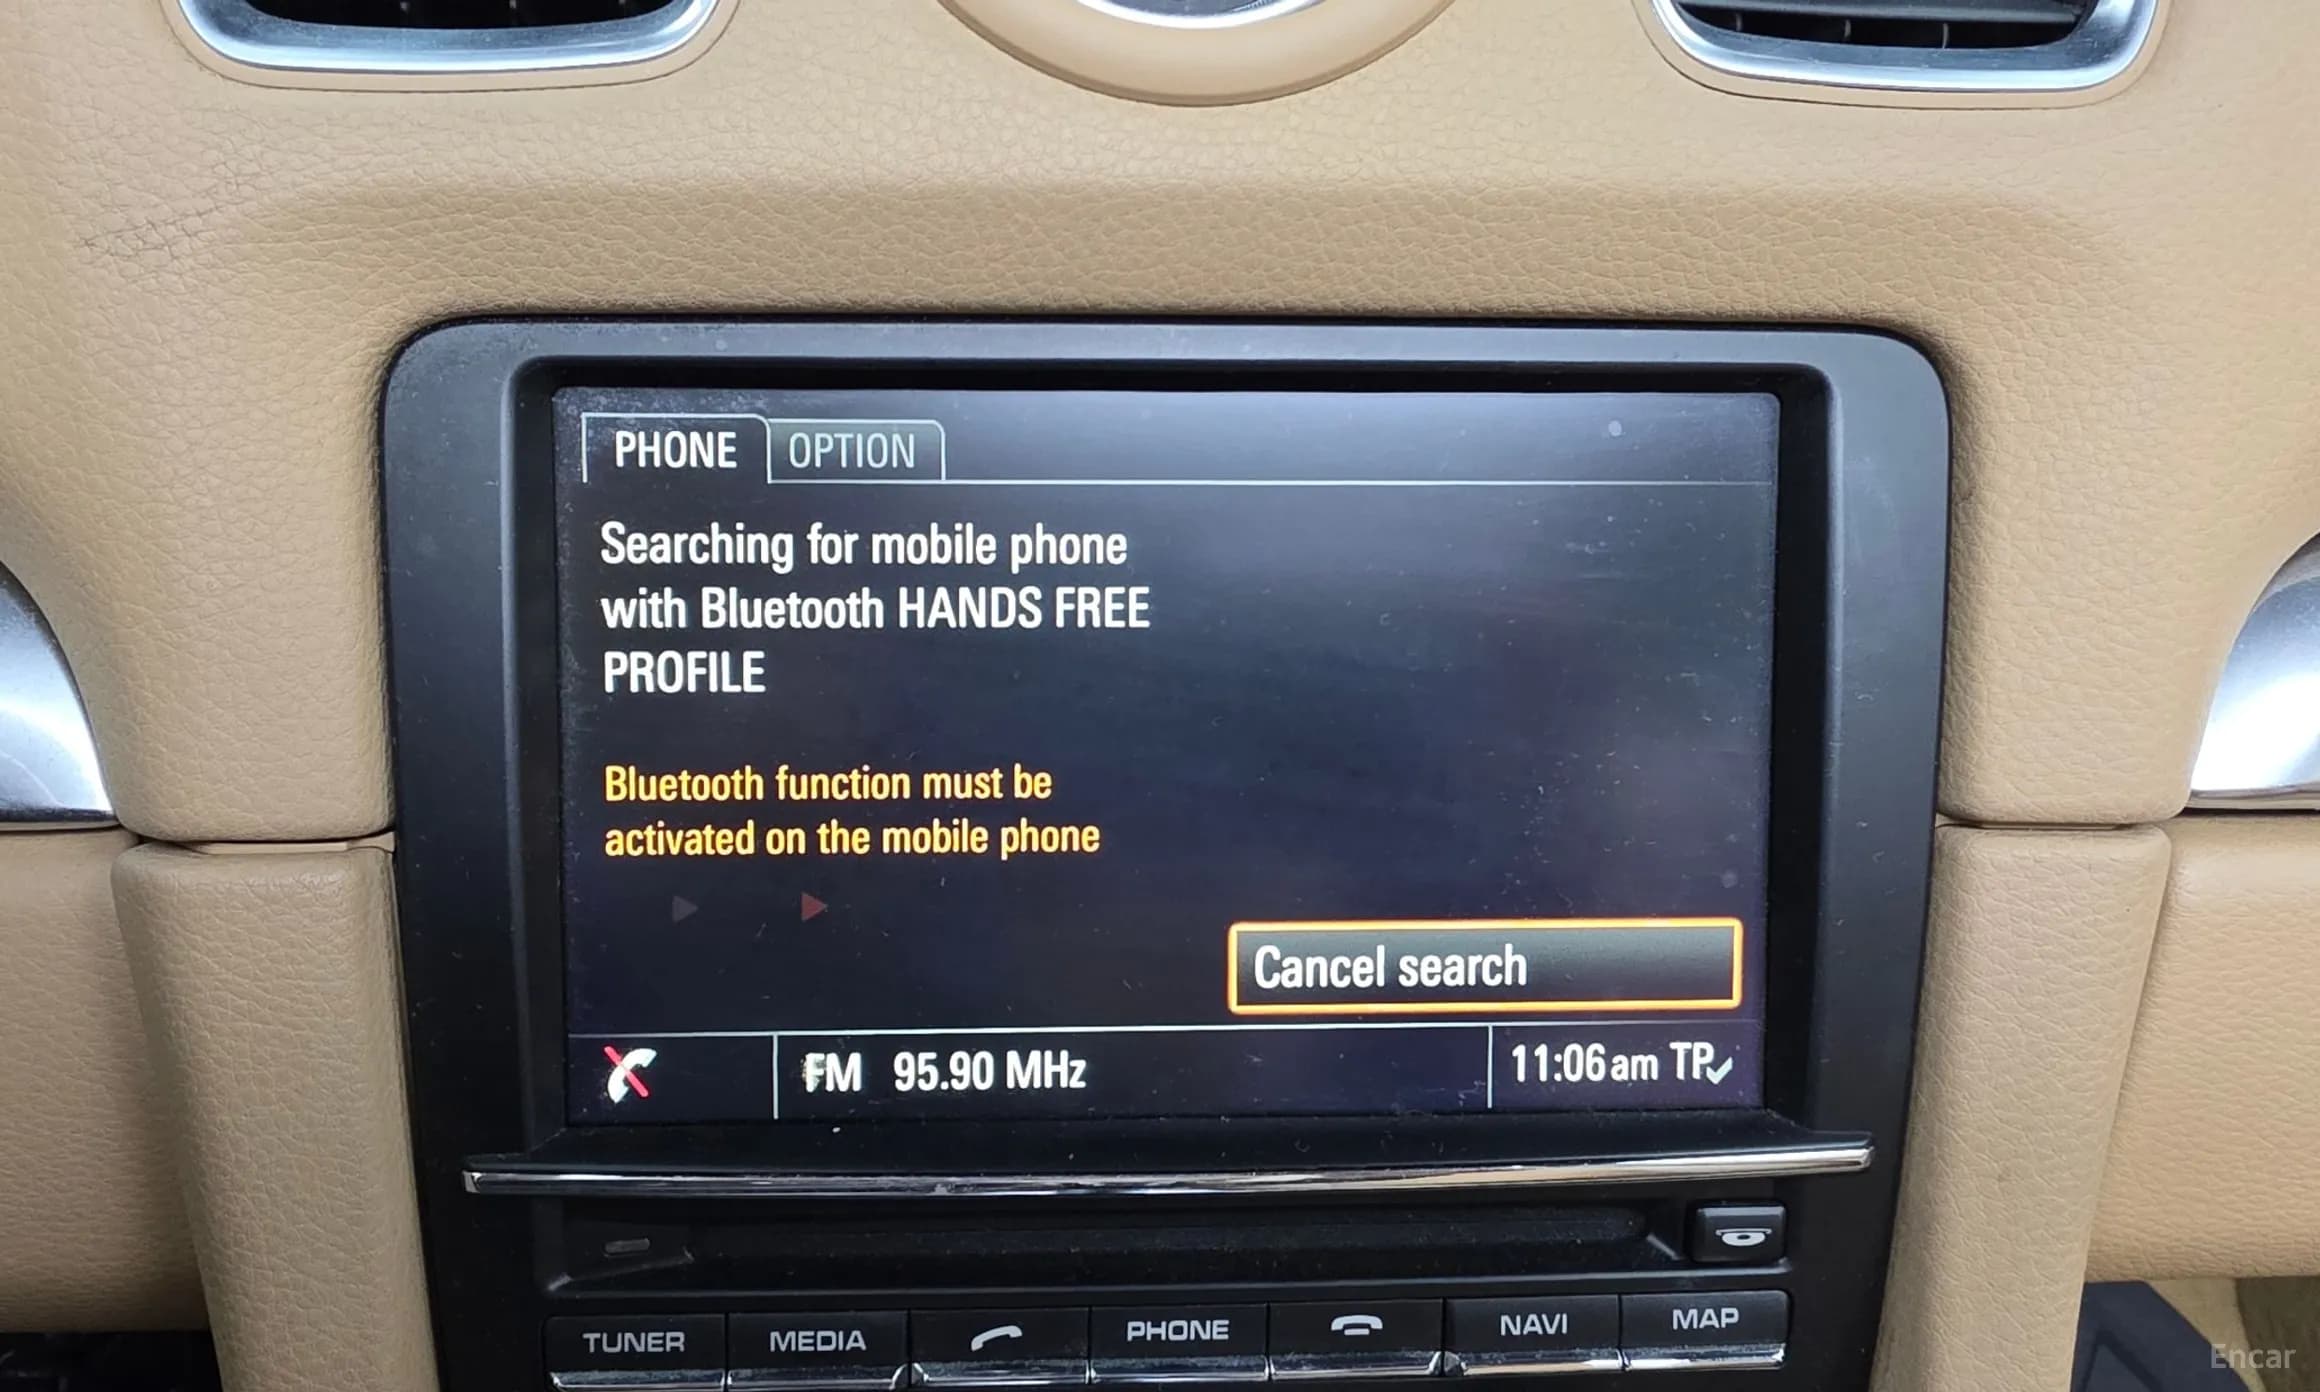 PHONE OPTION
Searching for mobile phone
with Bluetooth HANDS FREE
PROFILE
Bluetooth function must be
activated on the mobile phone
Cancel search
FM 95.90 MHz 11:06 am TP
TUNER MEDIA PHONE NAVI MAP
Encar